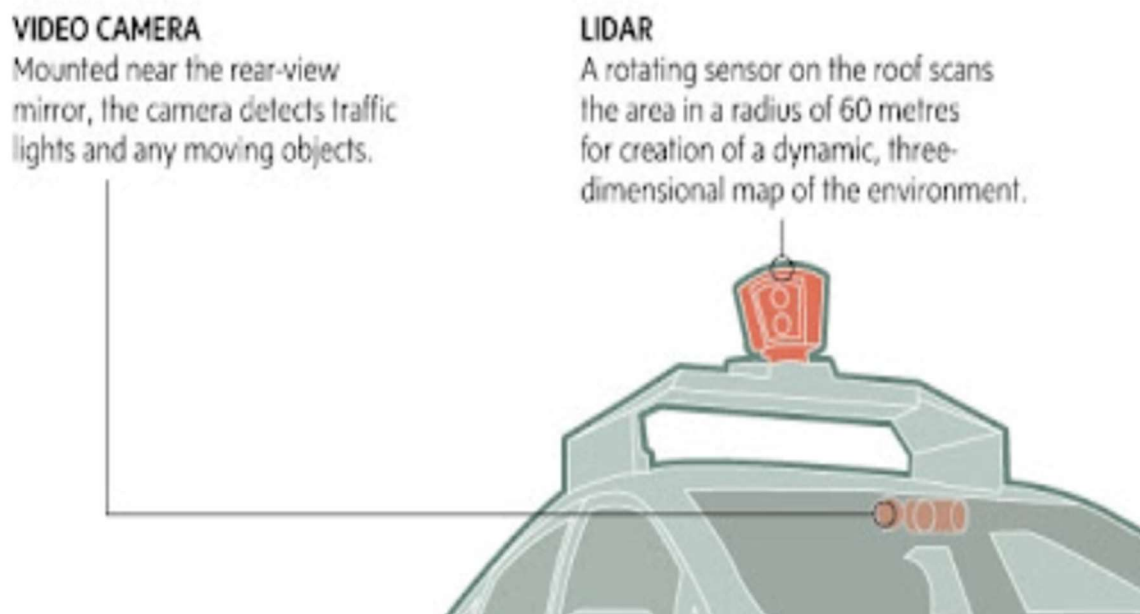 VIDEO CAMERA
Mounted near the rear-view
mirror, the camera detects traffic
lights and any moving objects.
LIDAR
A rotating sensor on the roof scans
the area in a radius of 60 metres
for creation of a dynamic, three-
dimensional map of the environment.